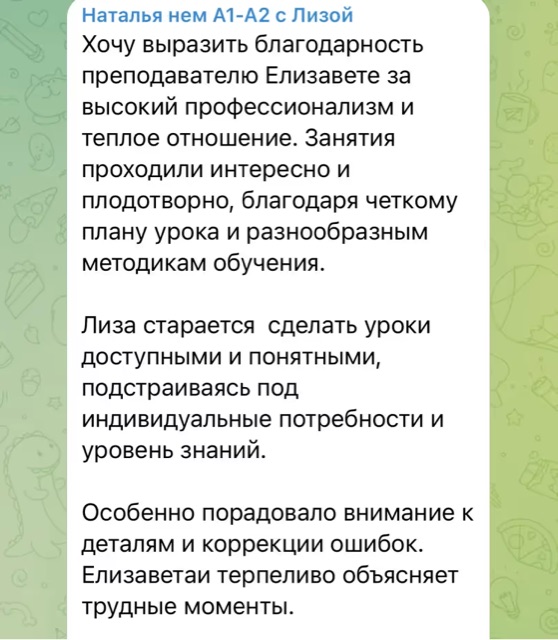 Наталья нем А1-А2 с Лизой
Хочу выразить благодарность
преподавателю Елизавете за
высокий профессионализм и
теплое отношение. Занятия
проходили интересно и
плодотворно, благодаря четкому
плану урока и разнообразным
методикам обучения.

Лиза старается  сделать уроки
доступными и понятными,
подстраиваясь под
индивидуальные потребности и
уровень знаний.

Особенно порадовало внимание к
деталям и коррекции ошибок.
Елизаветаи терпеливо объясняет
трудные моменты.